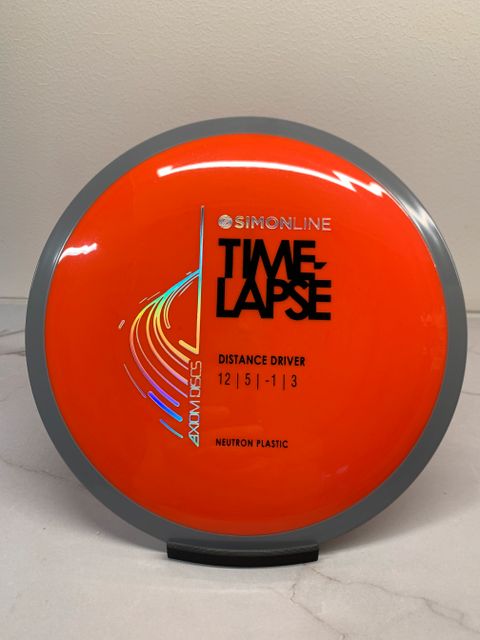 SIMONLINE
TIME-
LAPSE
DISTANCE DRIVER
12 | 5 | -1 | 3
AXIOM DISCS
NEUTRON PLASTIC